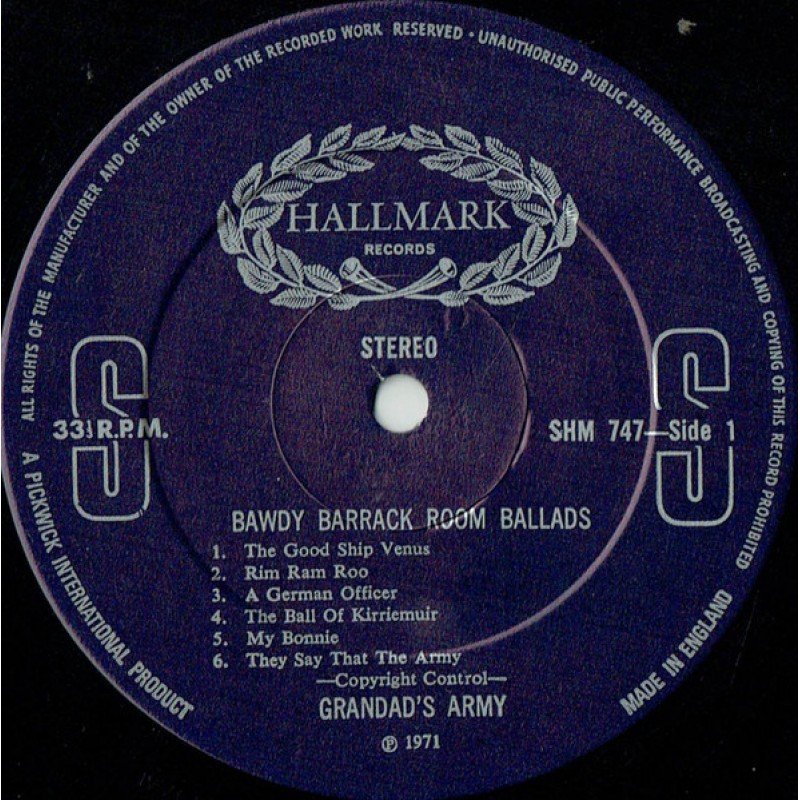 ALL RIGHTS OF THE MANUFACTURER AND OF THE OWNER OF THE RECORDED WORK RESERVED · UNAUTHORISED PUBLIC PERFORMANCE BROADCASTING AND COPYING OF THIS RECORD PROHIBITED
HALLMARK
RECORDS
STEREO
S
S
33⅓ R.P.M.
SHM 747—Side 1
BAWDY BARRACK ROOM BALLADS
1. The Good Ship Venus
2. Rim Ram Roo
3. A German Officer
4. The Ball Of Kirriemuir
5. My Bonnie
6. They Say That The Army
—Copyright Control—
GRANDAD'S ARMY
℗ 1971
A PICKWICK INTERNATIONAL PRODUCT
MADE IN ENGLAND